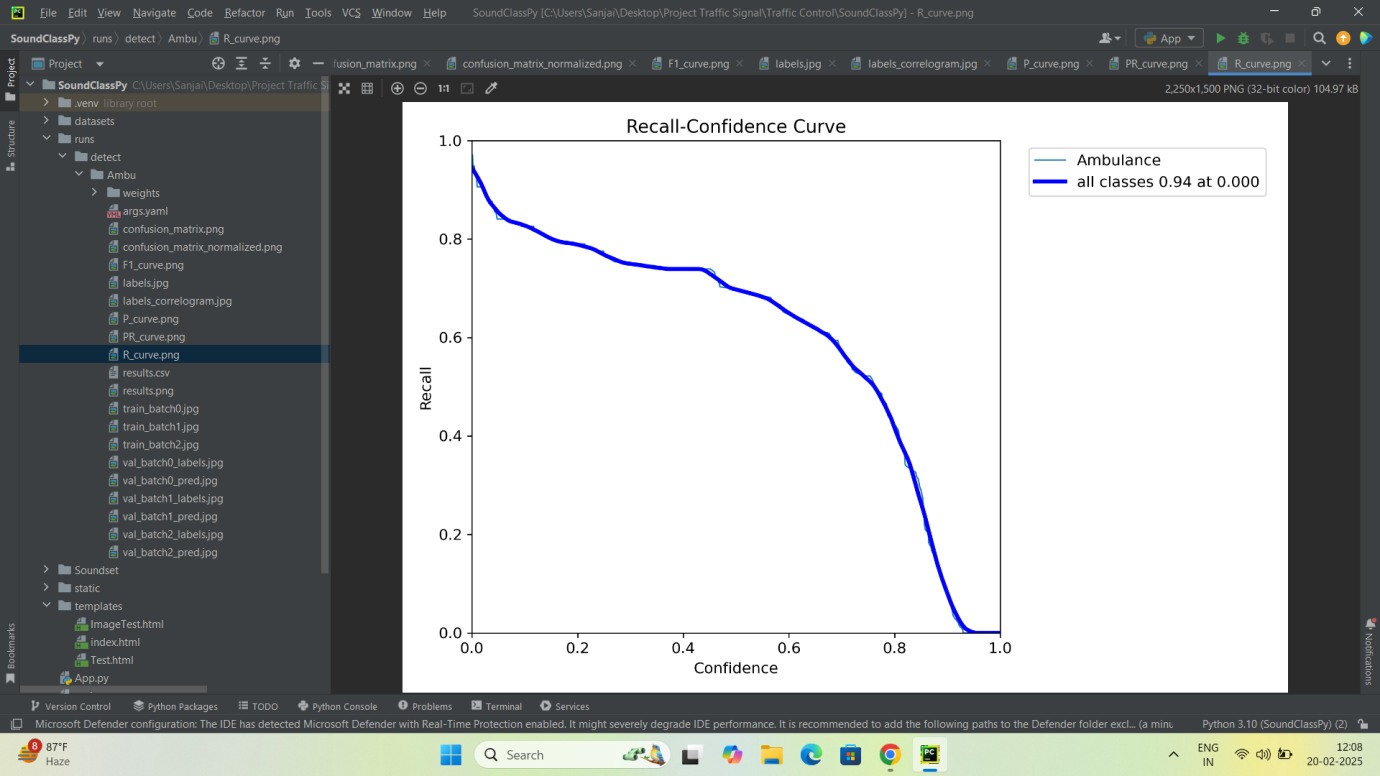 File Edit View Navigate Code Refactor Run Tools VCS Window Help SoundClassPy [C:\Users\Sanjai\Desktop\Project Traffic Signal\Traffic Control\SoundClassPy] - R_curve.png
SoundClassPy runs detect Ambu R_curve.png App
Project fusion_matrix.png confusion_matrix_normalized.png F1_curve.png labels.jpg labels_correlogram.jpg P_curve.png PR_curve.png R_curve.png
1:1 2,250x1,500 PNG (32-bit color) 104.97 kB
Project
Structure
Bookmarks
SoundClassPy C:\Users\Sanjai\Desktop\Project Traffic Si
.venv library root
datasets
runs
detect
Ambu
weights
args.yaml
confusion_matrix.png
confusion_matrix_normalized.png
F1_curve.png
labels.jpg
labels_correlogram.jpg
P_curve.png
PR_curve.png
R_curve.png
results.csv
results.png
train_batch0.jpg
train_batch1.jpg
train_batch2.jpg
val_batch0_labels.jpg
val_batch0_pred.jpg
val_batch1_labels.jpg
val_batch1_pred.jpg
val_batch2_labels.jpg
val_batch2_pred.jpg
Soundset
static
templates
ImageTest.html
index.html
Test.html
App.py
Recall-Confidence Curve
Ambulance
all classes 0.94 at 0.000
Recall
1.0
0.8
0.6
0.4
0.2
0.0
0.0 0.2 0.4 0.6 0.8 1.0
Confidence
Notifications
Version Control Python Packages TODO Python Console Problems Terminal Services
Microsoft Defender configuration: The IDE has detected Microsoft Defender with Real-Time Protection enabled. It might severely degrade IDE performance. It is recommended to add the following paths to the Defender folder excl... (a minu Python 3.10 (SoundClassPy) (2)
8 87°F
Haze
Search
ENG
IN
12:08
20-02-2025